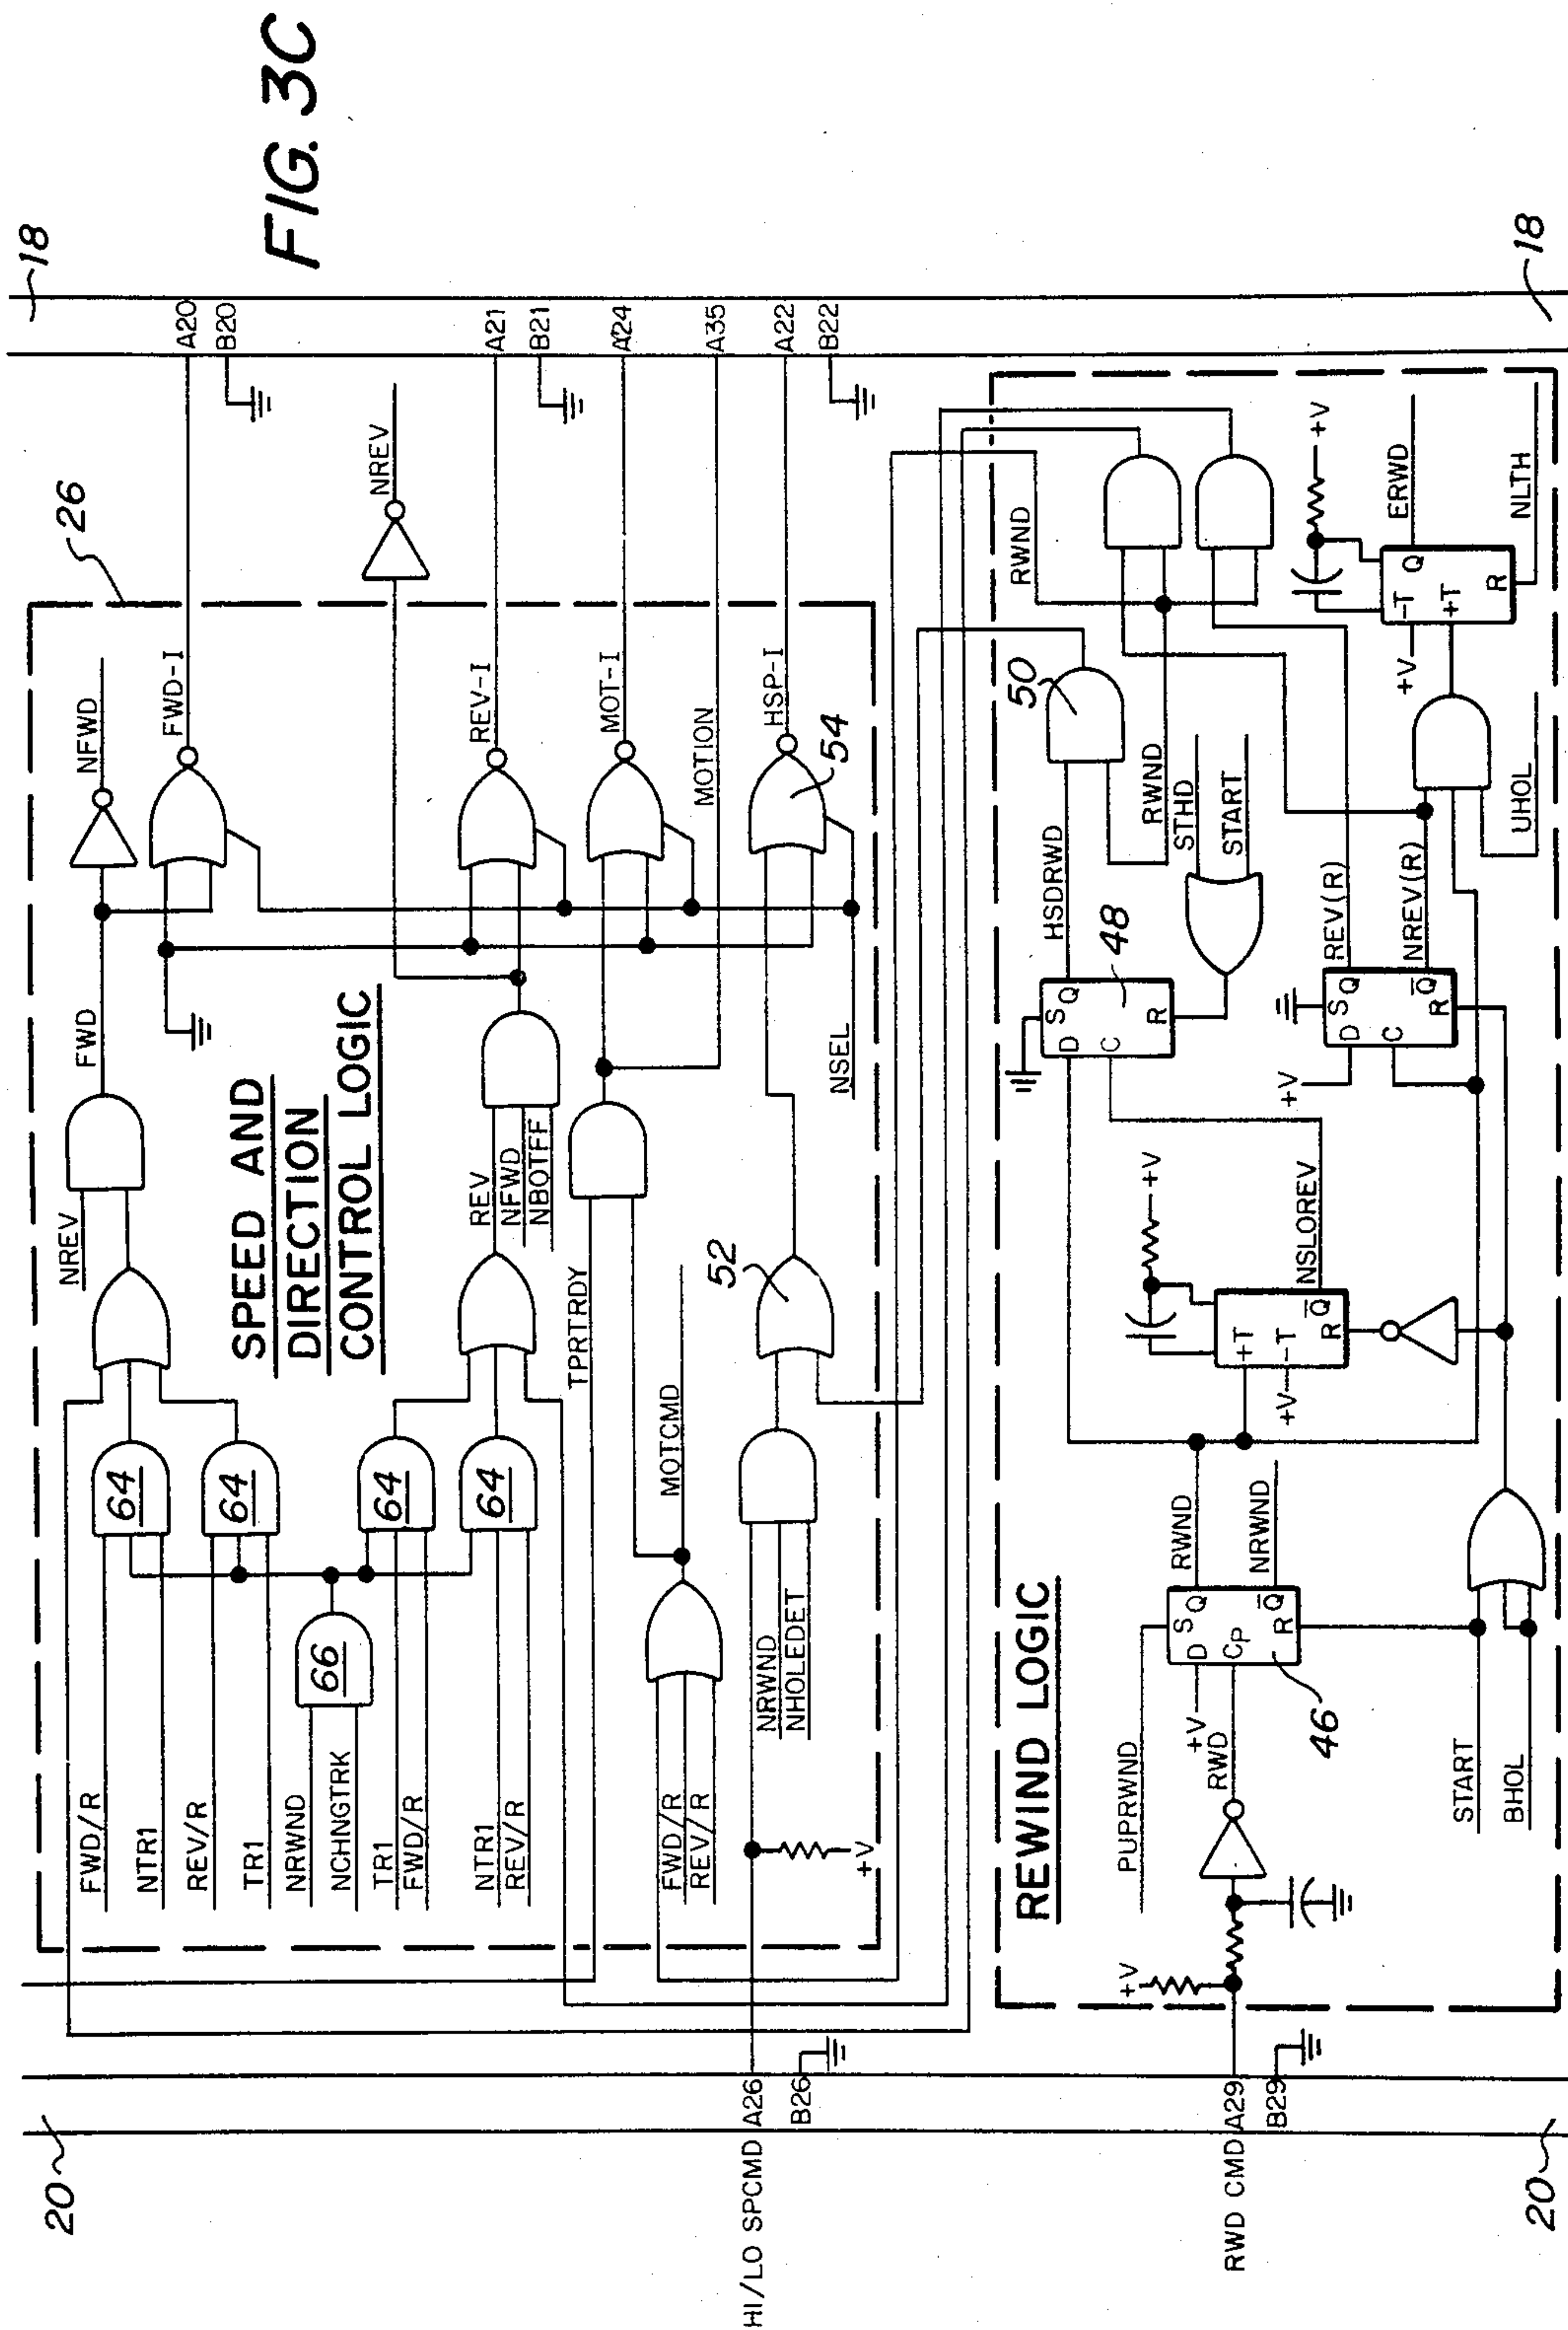 FIG. 3C
18
A20
B20
A21
B21
A24
A35
A22
B22
18
26
NFWD
FWD-I
NREV
REV-I
MOT-I
MOTION
HSP-I
54
FWD
NREV
SPEED AND
DIRECTION
CONTROL LOGIC
REV
NFWD
NBOTFF
NSEL
TPRTRDY
52
MOTCMD
64
64
64
64
66
FWD/R
NTR1
REV/R
TR1
NRWND
NCHNGTRK
TR1
FWD/R
NTR1
REV/R
FWD/R
REV/R
NRWND
NHOLEDET
+V
20
HI/LO SPCMD A26
B26
RWD CMD A29
B29
20
REWIND LOGIC
+V
PUPRWND
+V
RWD
46
S
D
Q
CP
Q
R
RWND
NRWND
START
BHOL
+V
+T
-T
+V
Q
R
NSLOREV
S
D
Q
C
R
48
HSDRWD
50
RWND
STHD
START
RWND
+V
S
D
Q
C
Q
R
REV(R)
NREV(R)
UHOL
+V
+V
-T
Q
+T
R
ERWD
NLTH